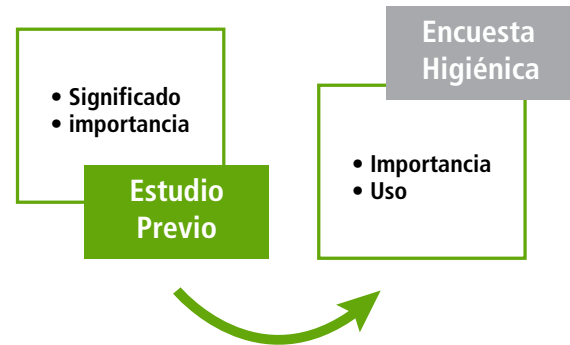 • Significado
• importancia
Estudio
Previo
Encuesta
Higiénica
• Importancia
• Uso